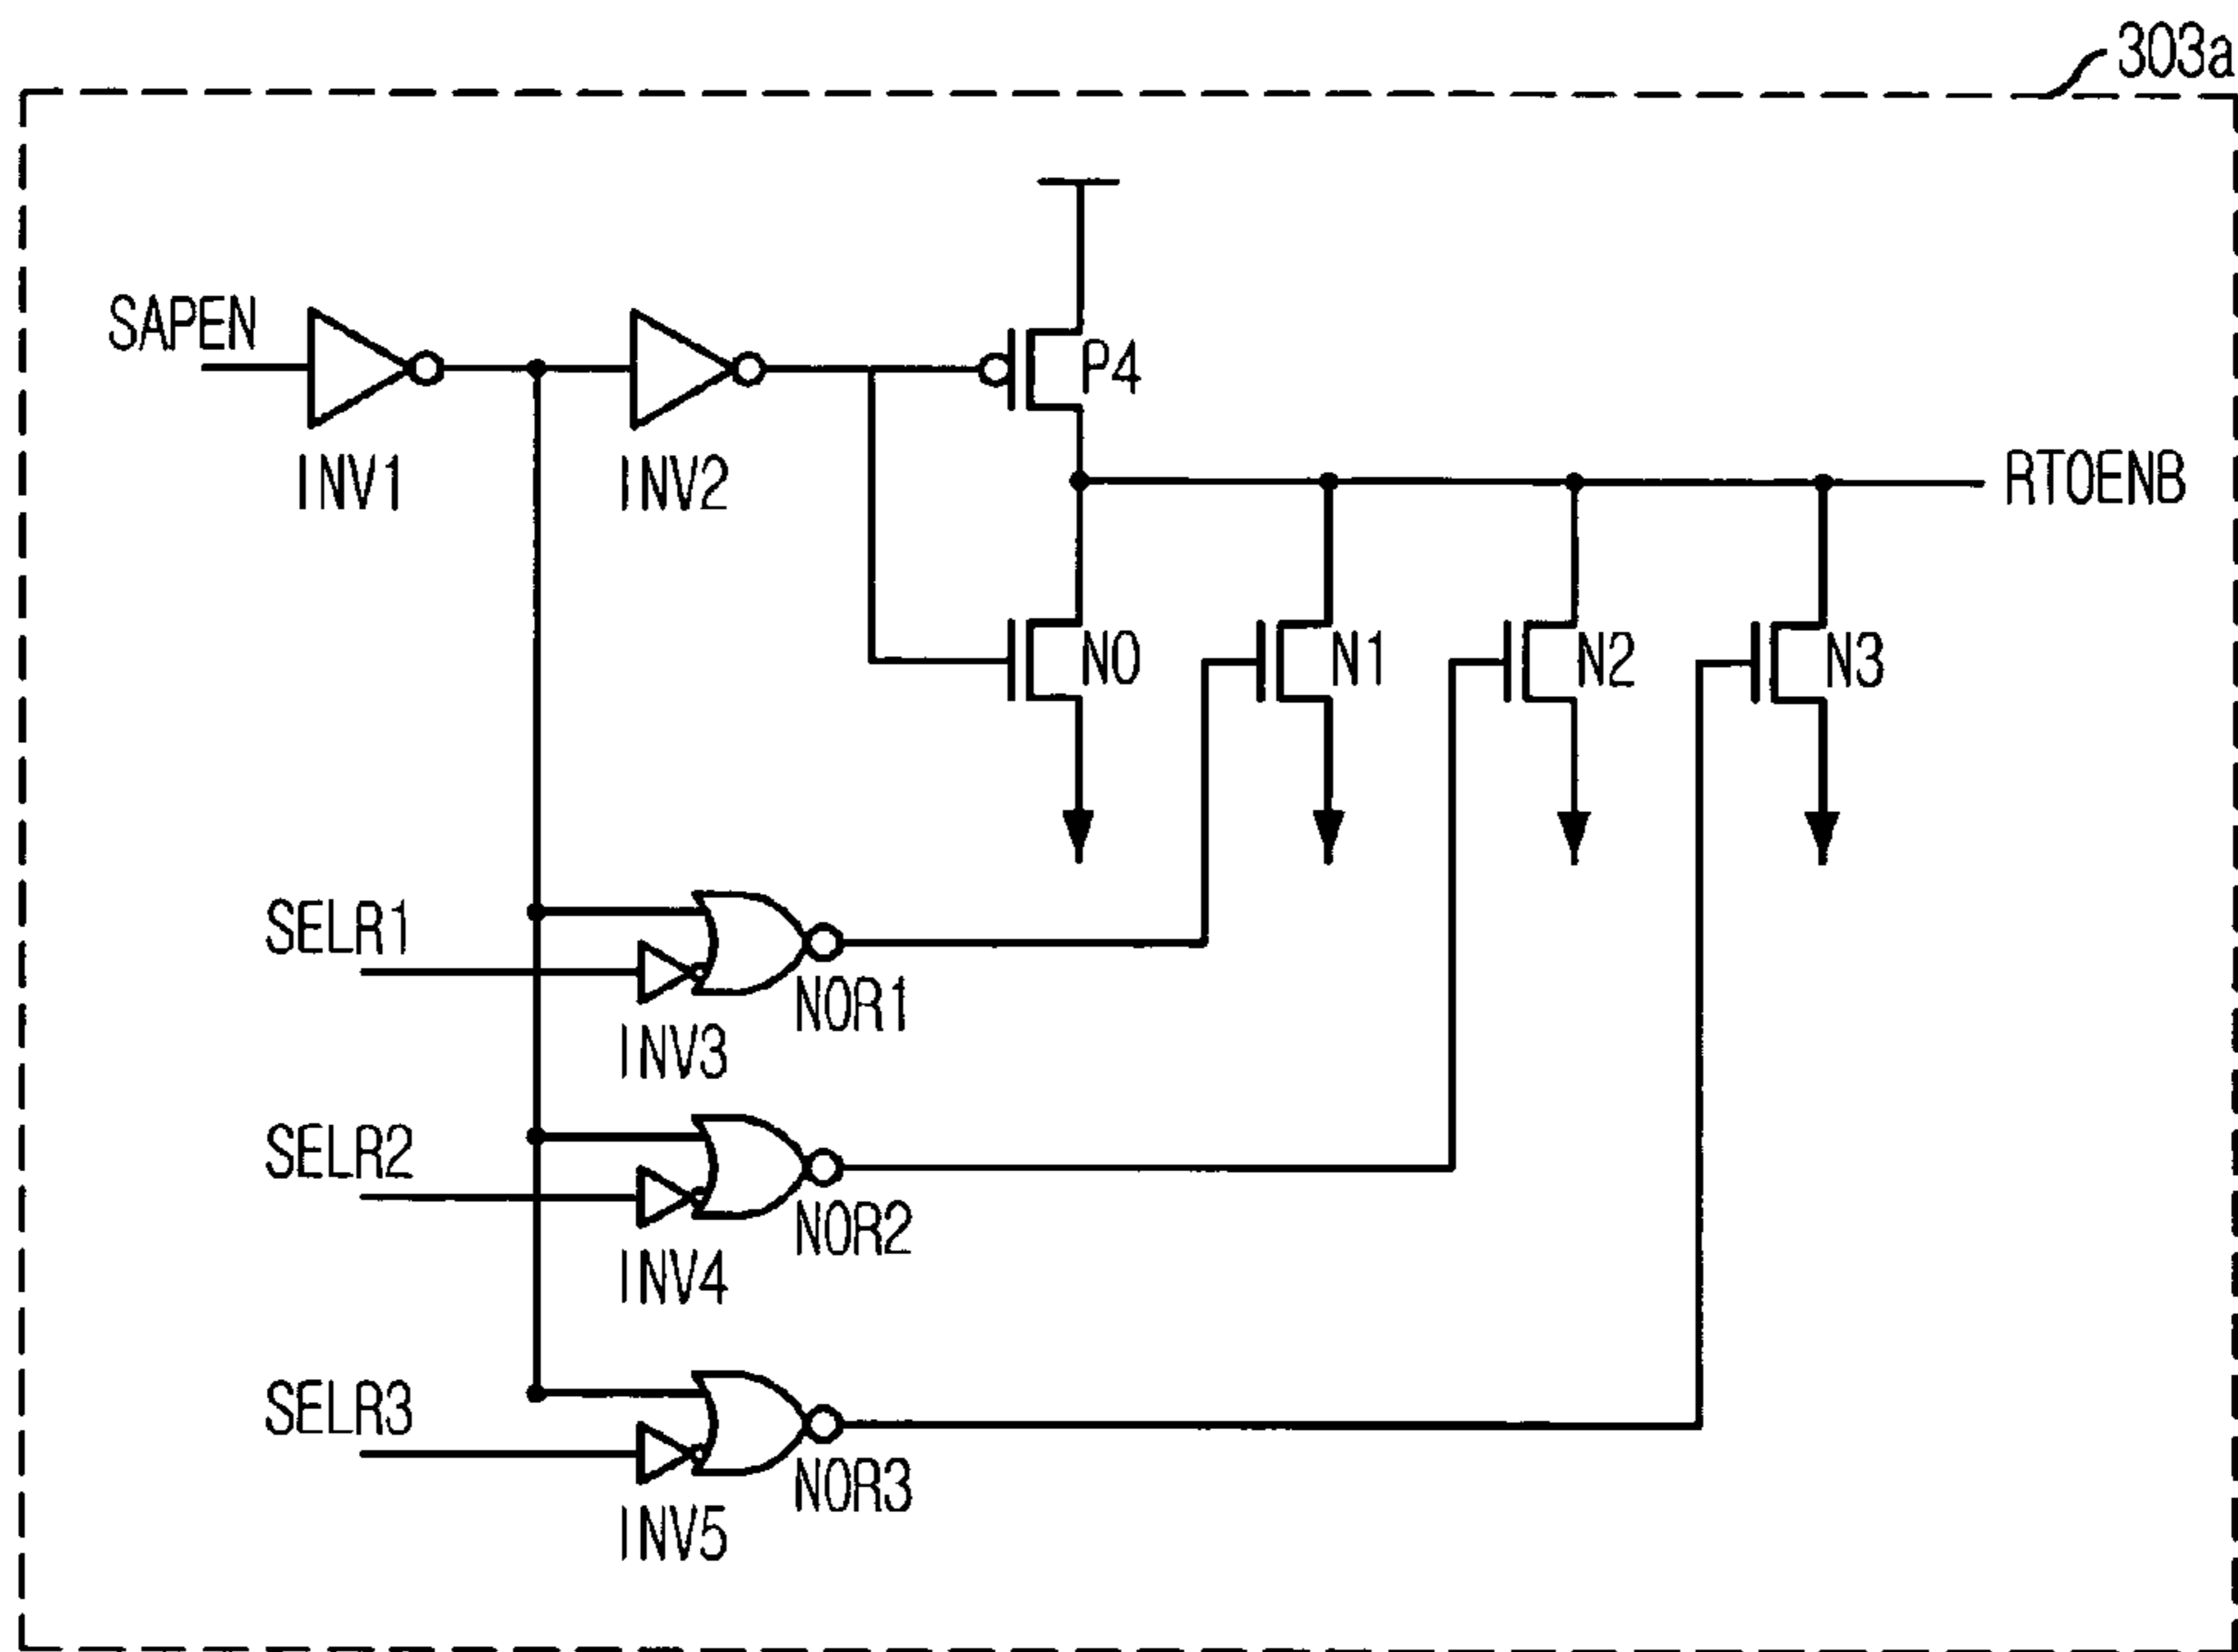 303a
SAPEN
P4
INV1
INV2
RTOENB
N0
N1
N2
N3
SELR1
NOR1
INV3
SELR2
NOR2
INV4
SELR3
NOR3
INV5